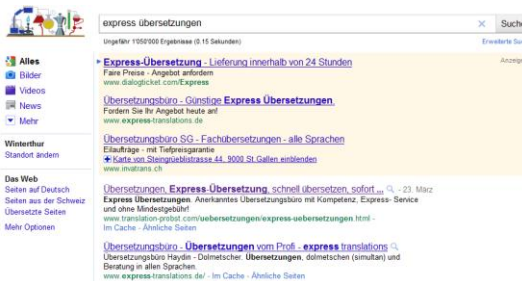 express übersetzungen
×
Suche
Ungefähr 1'050'000 Ergebnisse (0.15 Sekunden)
Erweiterte Su
Alles
Bilder
Videos
News
Mehr
Winterthur
Standort ändern
Das Web
Seiten auf Deutsch
Seiten aus der Schweiz
Übersetzte Seiten
Mehr Optionen
Express-Übersetzung - Lieferung innerhalb von 24 Stunden
Anzeige
Faire Preise - Angebot anfordern
www.dialogticket.com/Express
Übersetzungsbüro - Günstige Express Übersetzungen.
Fordern Sie Ihr Angebot heute an!
www.express-translations.de
Übersetzungsbüro SG - Fachübersetzungen - alle Sprachen
Eilaufträge - mit Tiefpreisgarantie
Karte von Steingrüeblistrasse 44, 9000 St.Gallen einblenden
www.invatrans.ch
Übersetzungen, Express-Übersetzung, schnell übersetzen, sofort ... - 23. März
Express Übersetzungen. Anerkanntes Übersetzungsbüro mit Kompetenz, Express- Service
und ohne Mindestgebühr!
www.translation-probst.com/uebersetzungen/express-uebersetzungen.html -
Im Cache - Ähnliche Seiten
Übersetzungsbüro - Übersetzungen vom Profi - express translations
Übersetzungsbüro Haydn - Dolmetscher. Übersetzungen, dolmetschen (simultan) und
Beratung in allen Sprachen.
www.express-translations.de/ - Im Cache - Ähnliche Seiten